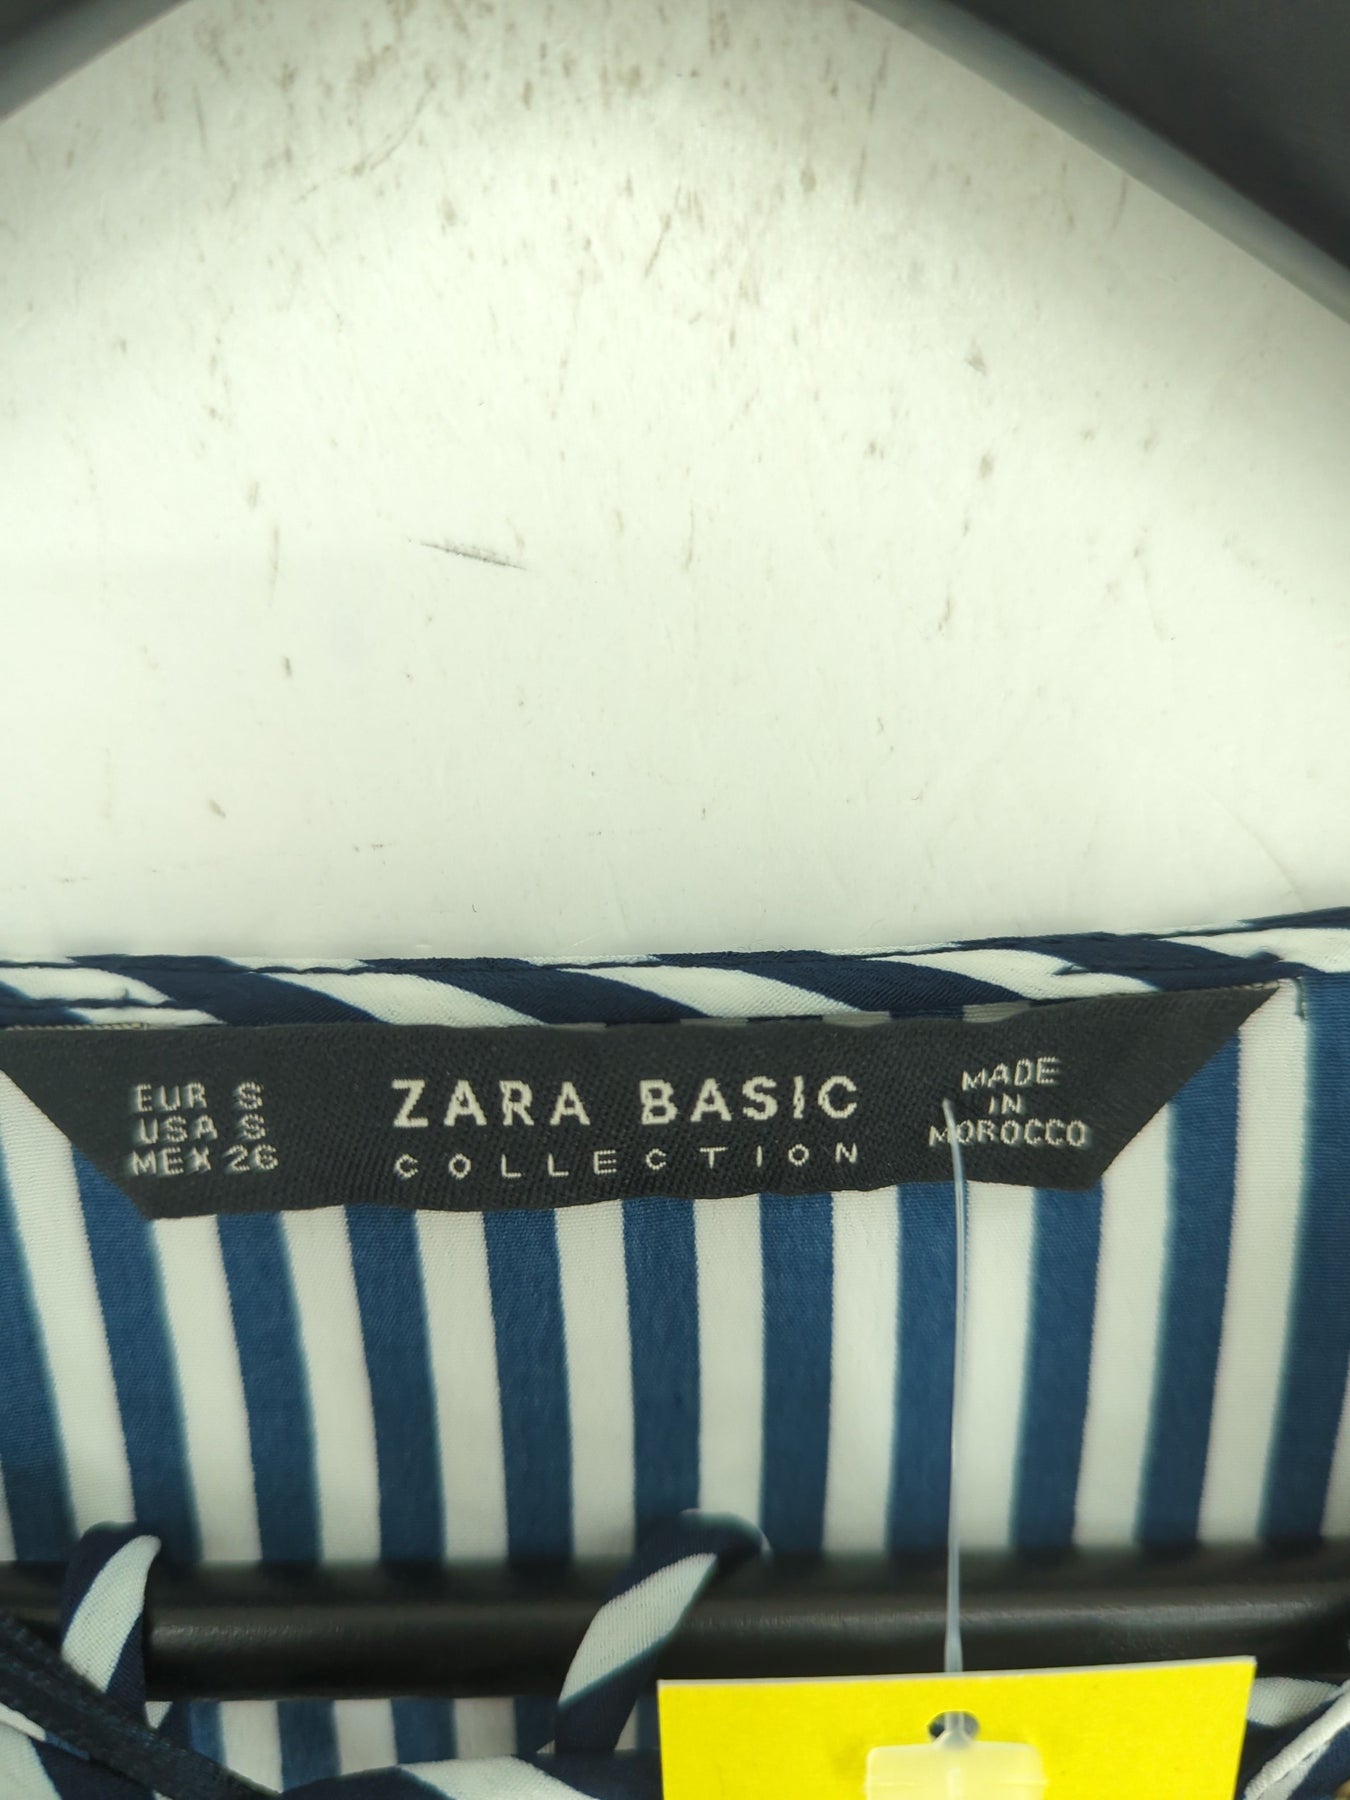 EUR S
USA S
MEX 26
ZARA BASIC
COLLECTION
MADE
IN
MOROCCO